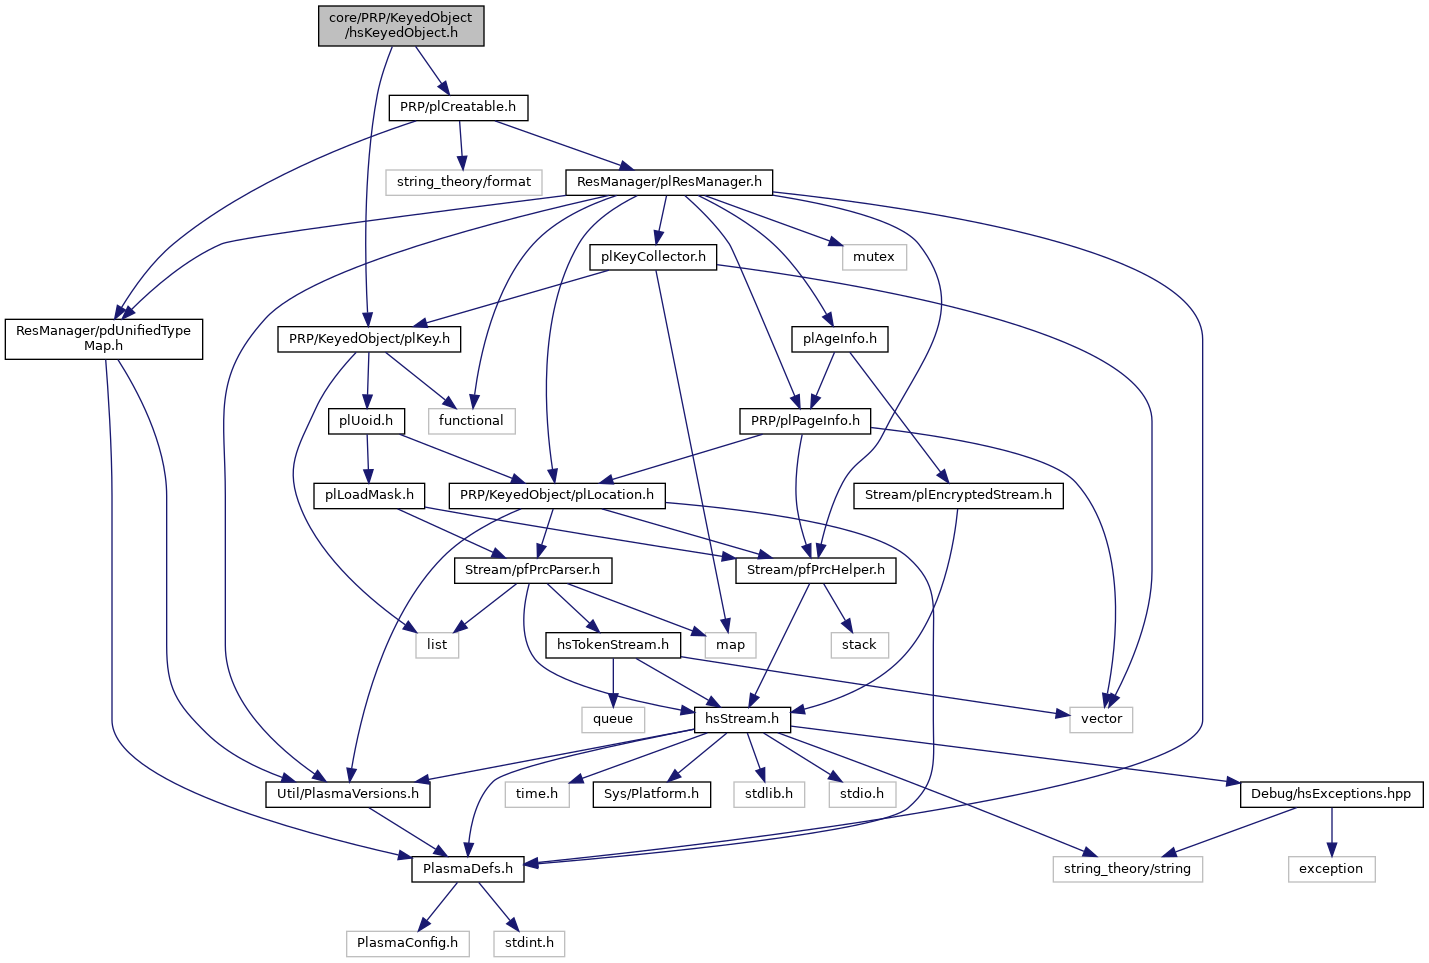 core/PRP/KeyedObject
/hsKeyedObject.h
PRP/plCreatable.h
string_theory/format
ResManager/plResManager.h
plKeyCollector.h
mutex
ResManager/pdUnifiedType
Map.h
PRP/KeyedObject/plKey.h
plAgeInfo.h
plUoid.h
functional
PRP/plPageInfo.h
plLoadMask.h
PRP/KeyedObject/plLocation.h
Stream/plEncryptedStream.h
Stream/pfPrcParser.h
Stream/pfPrcHelper.h
list
hsTokenStream.h
map
stack
queue
hsStream.h
vector
Util/PlasmaVersions.h
time.h
Sys/Platform.h
stdlib.h
stdio.h
Debug/hsExceptions.hpp
PlasmaDefs.h
string_theory/string
exception
PlasmaConfig.h
stdint.h